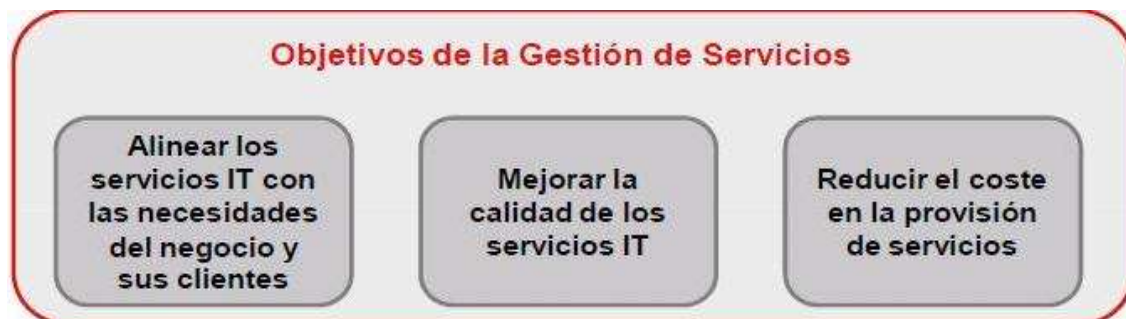 Objetivos de la Gestión de Servicios
Alinear los
servicios IT con
las necesidades
del negocio y
sus clientes
Mejorar la
calidad de los
servicios IT
Reducir el coste
en la provisión
de servicios